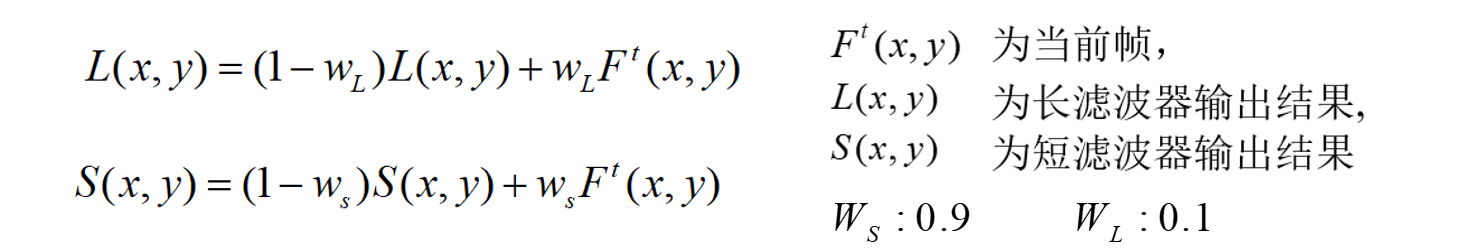 L(x, y) = (1 − w_L)L(x, y) + w_L F^t(x, y)
S(x, y) = (1 − w_s)S(x, y) + w_s F^t(x, y)
F^t(x, y) 为当前帧，
L(x, y) 为长滤波器输出结果,
S(x, y) 为短滤波器输出结果
W_S : 0.9 W_L : 0.1